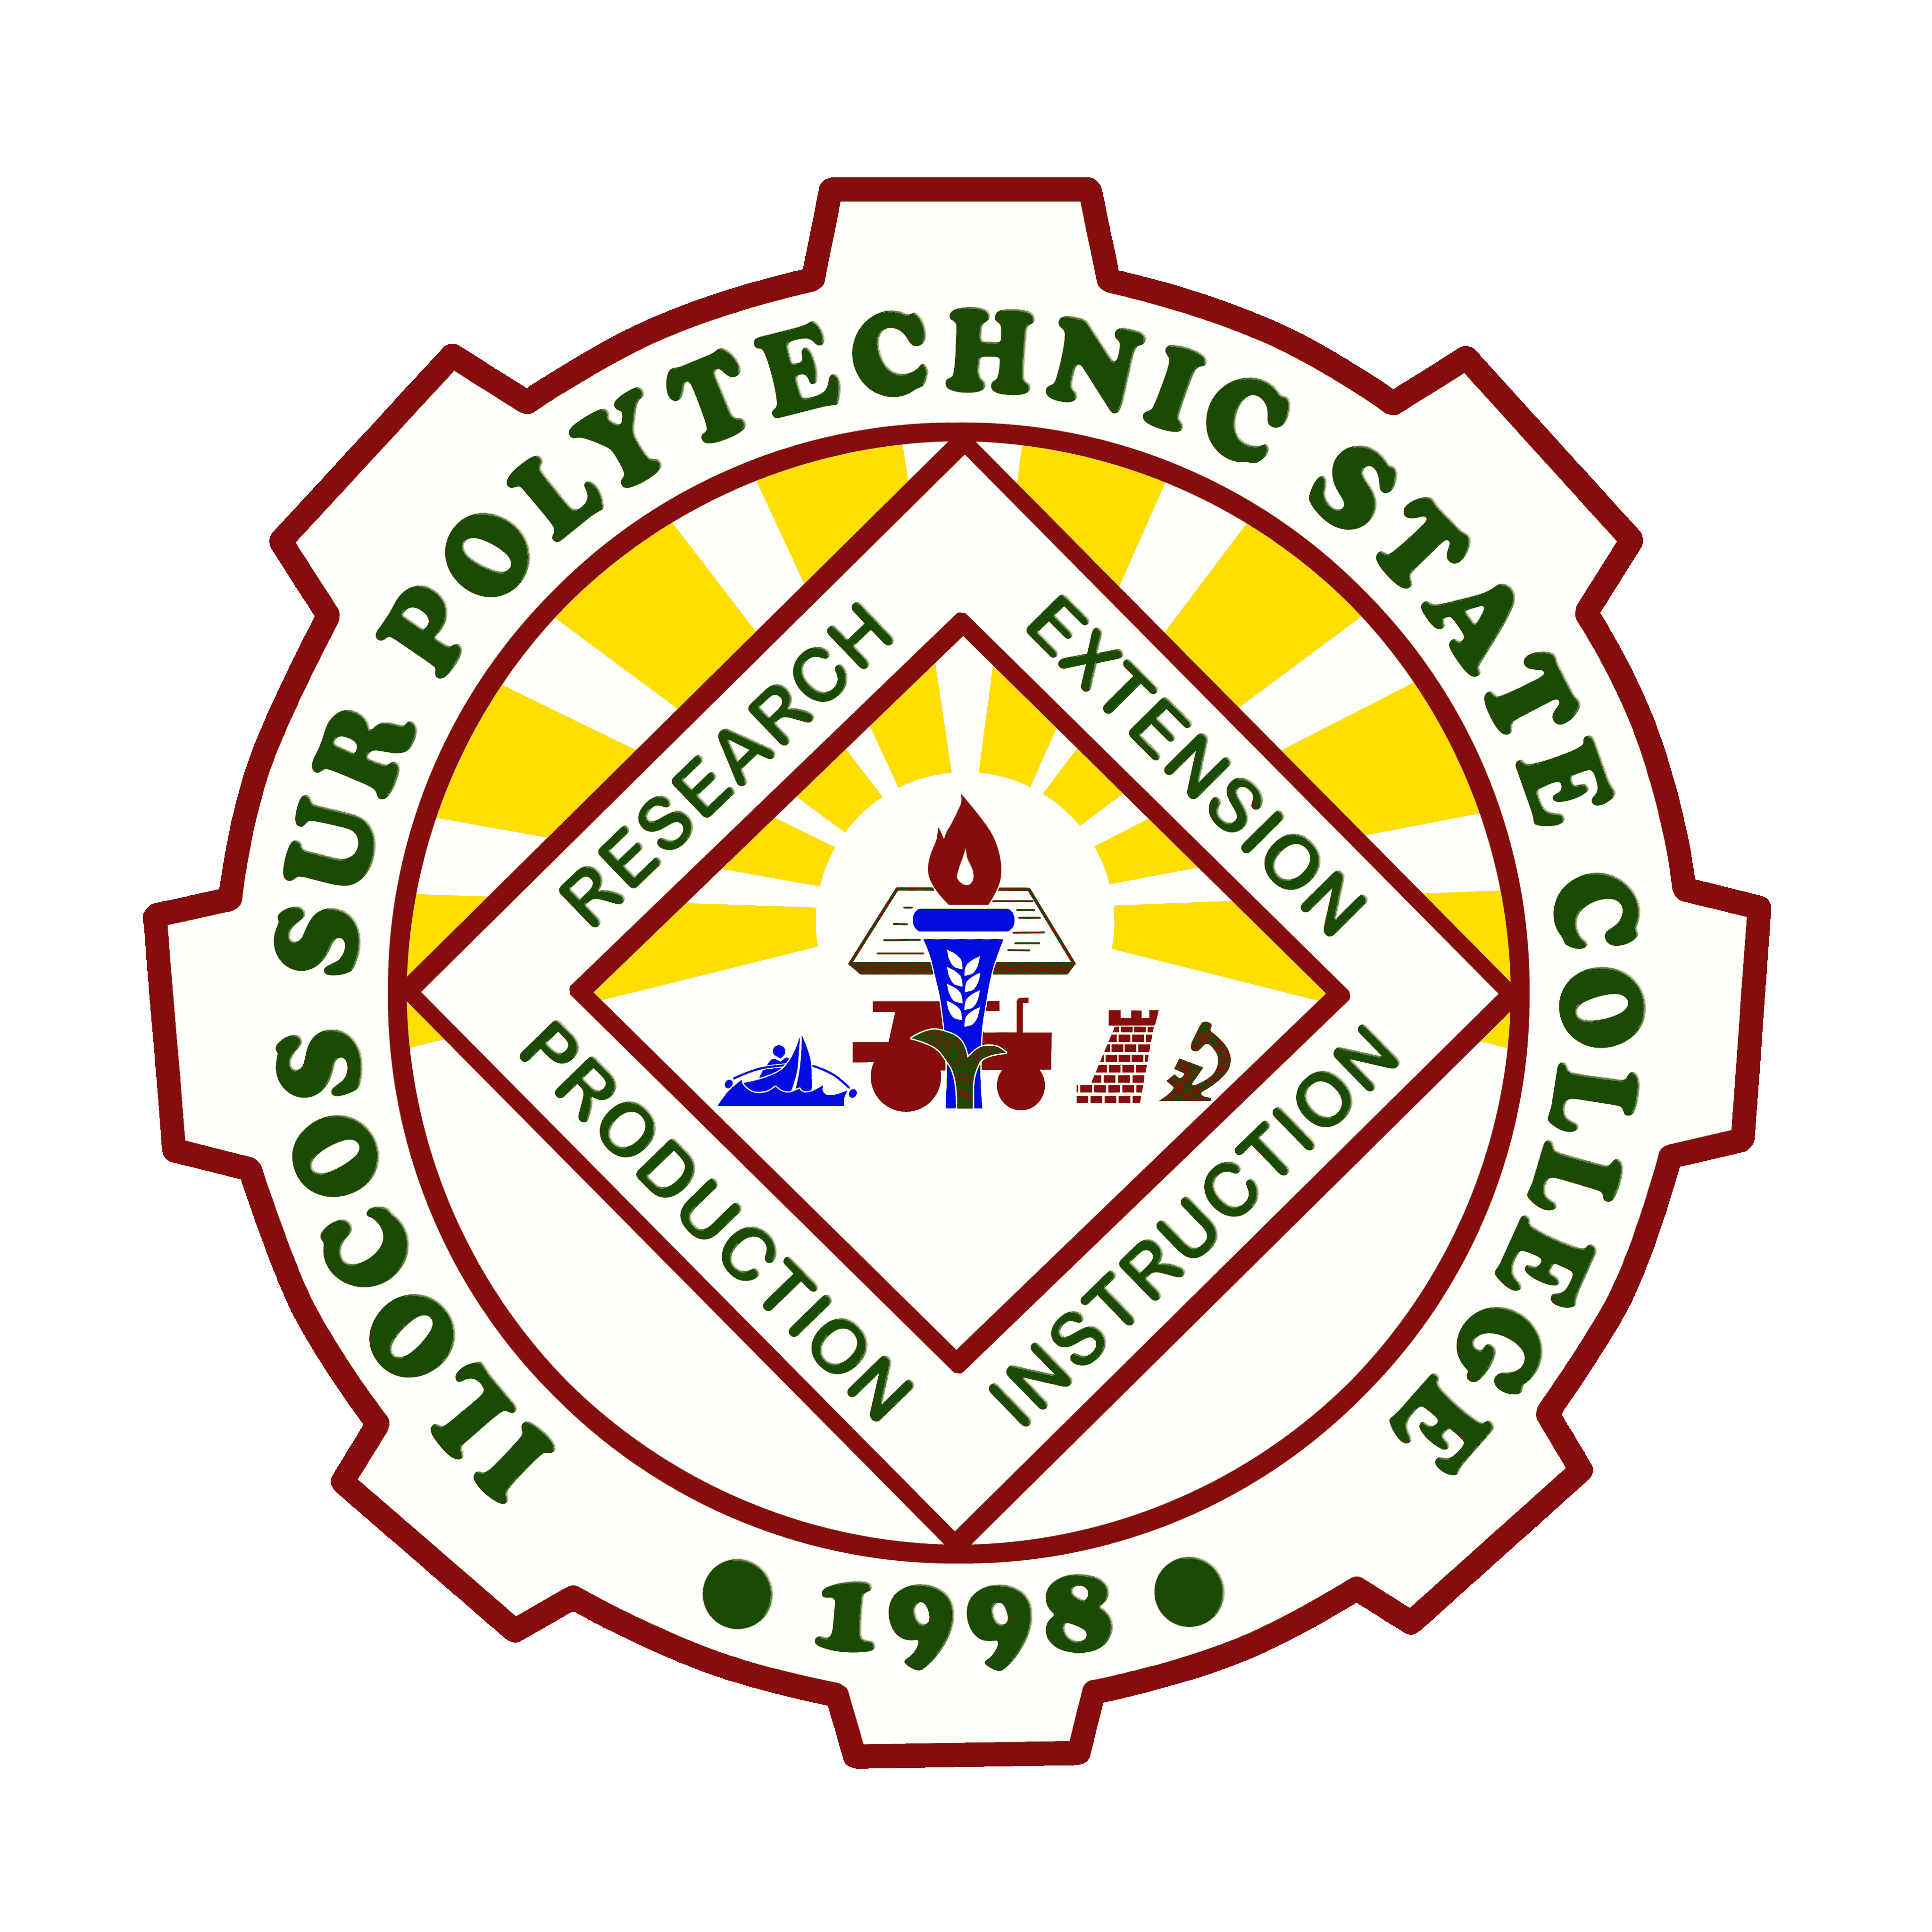 ILOCOS SUR POLYTECHNIC STATE COLLEGE
RESEARCH
EXTENSION
PRODUCTION
INSTRUCTION
1998